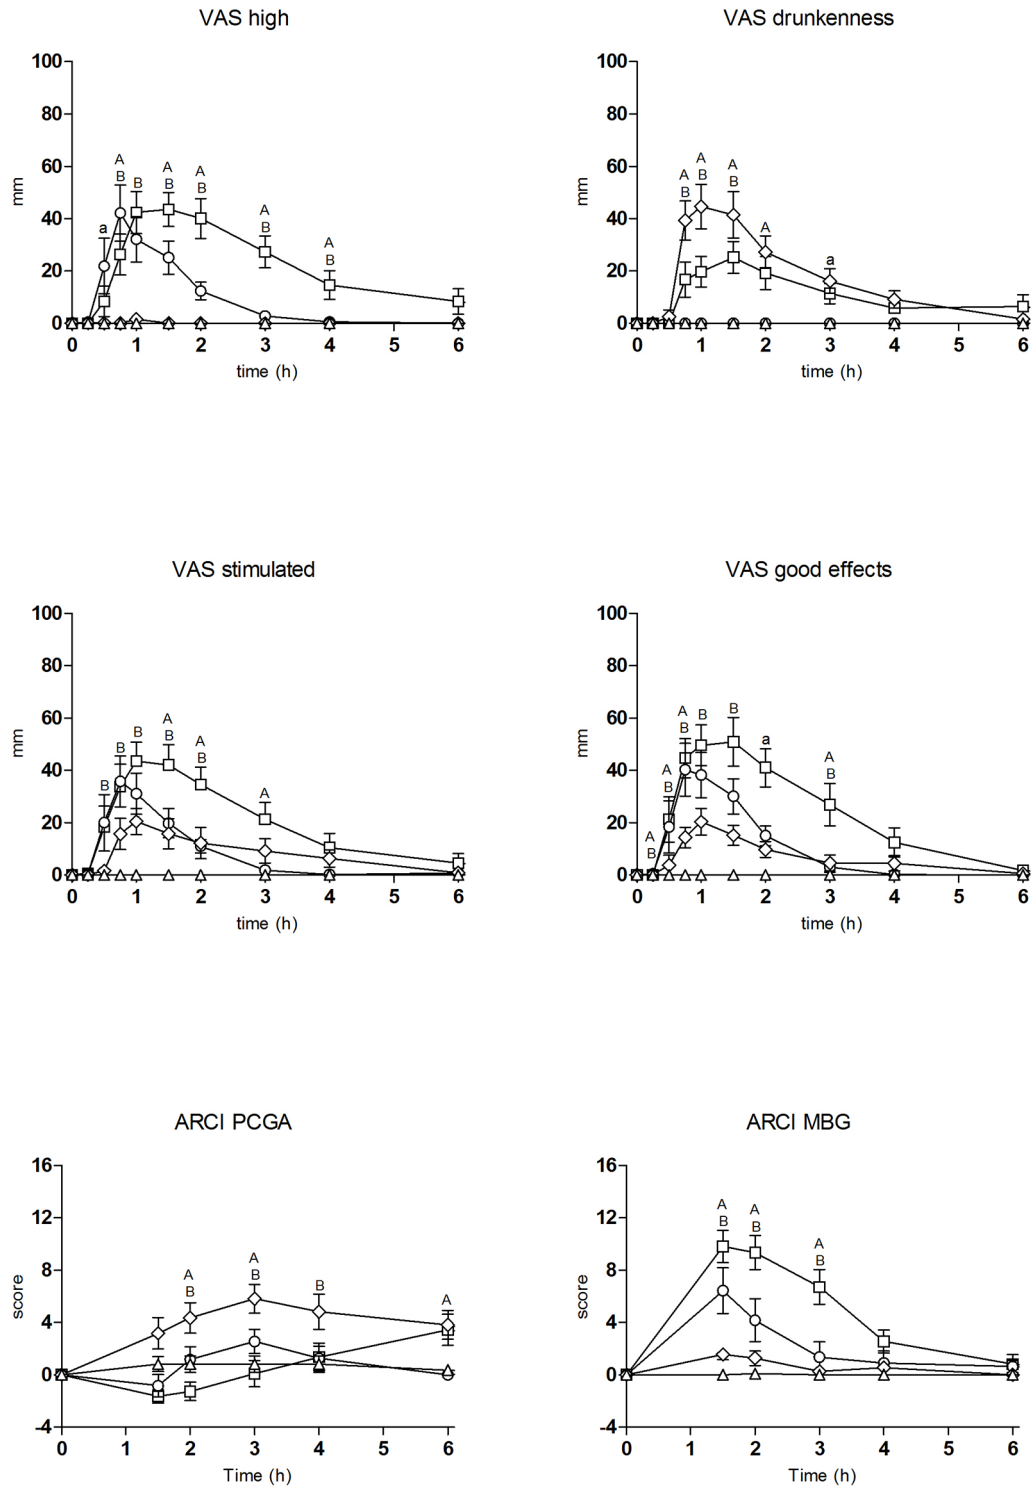 VAS high
100
80
60
40
20
0
mm
a
A
B
B
A
B
A
B
A
B
A
B
0 1 2 3 4 5 6
time (h)
VAS drunkenness
100
80
60
40
20
0
mm
A
B
A
B
A
B
A
a
0 1 2 3 4 5 6
time (h)
VAS stimulated
100
80
60
40
20
0
mm
B
B
B
A
B
A
B
A
0 1 2 3 4 5 6
time (h)
VAS good effects
100
80
60
40
20
0
mm
A
B
A
B
A
B
B
B
a
A
B
0 1 2 3 4 5 6
time (h)
ARCI PCGA
16
12
8
4
0
-4
score
A
B
A
B
B
A
0 1 2 3 4 5 6
Time (h)
ARCI MBG
16
12
8
4
0
-4
score
A
B
A
B
A
B
0 1 2 3 4 5 6
Time (h)